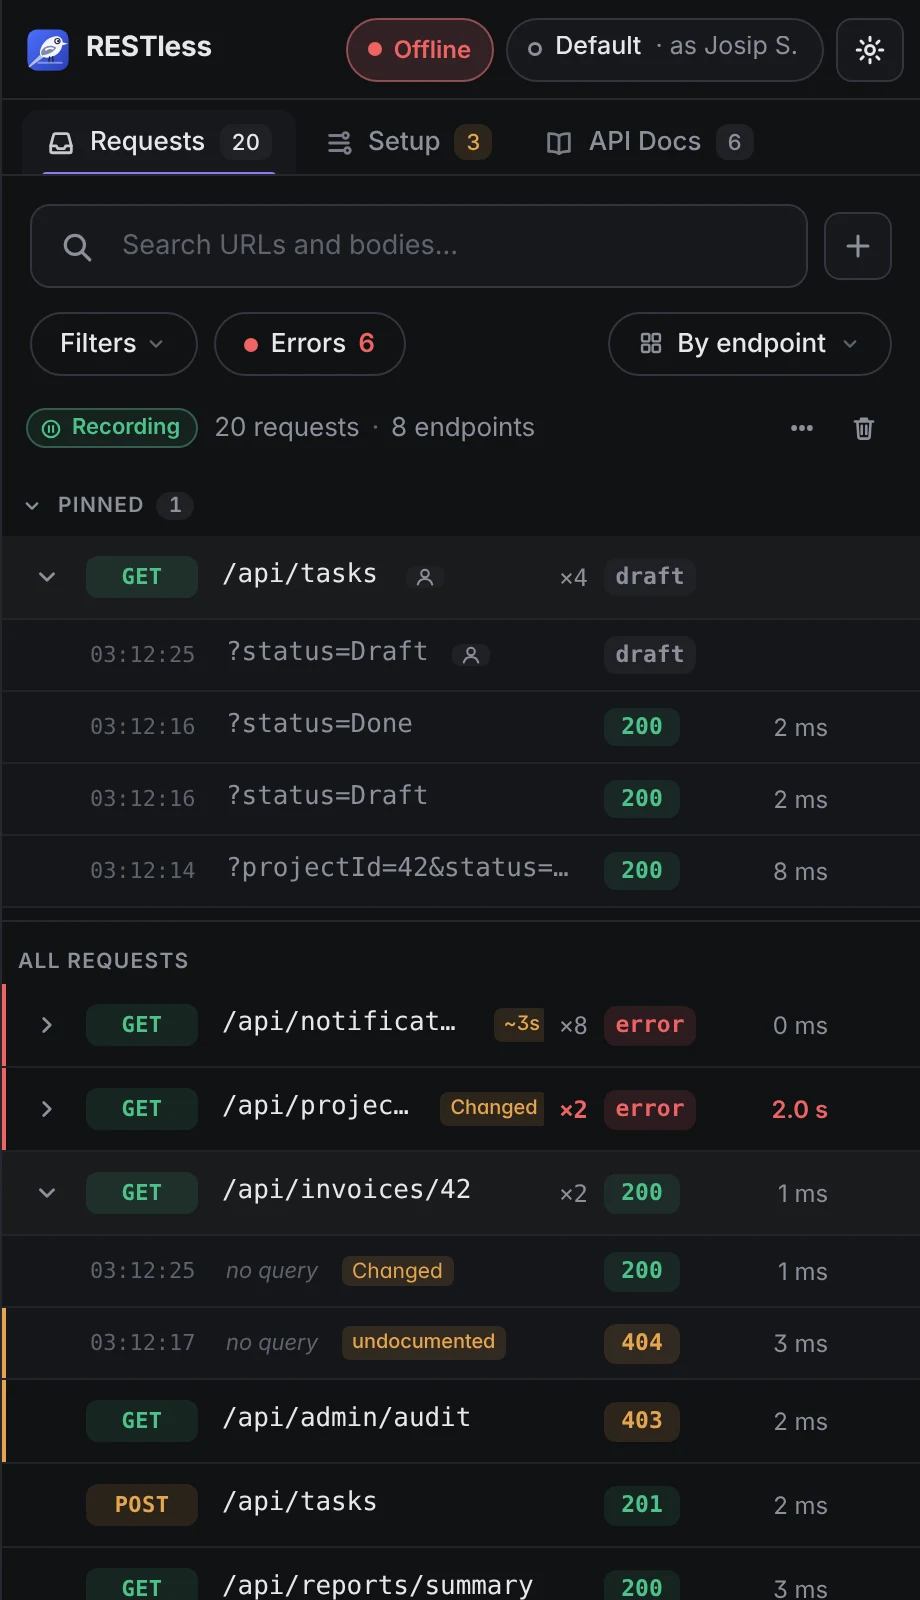 RESTless Offline Default · as Josip S.
Requests 20 Setup 3 API Docs 6
Search URLs and bodies…
Filters Errors 6 By endpoint
Recording 20 requests · 8 endpoints
PINNED 1
GET /api/tasks ×4 draft
03:12:25 ?status=Draft draft
03:12:16 ?status=Done 200 2 ms
03:12:16 ?status=Draft 200 2 ms
03:12:14 ?projectId=42&status=… 200 8 ms
ALL REQUESTS
GET /api/notificat… ~3s ×8 error 0 ms
GET /api/projec… Changed ×2 error 2.0 s
GET /api/invoices/42 ×2 200 1 ms
03:12:25 no query Changed 200 1 ms
03:12:17 no query undocumented 404 3 ms
GET /api/admin/audit 403 2 ms
POST /api/tasks 201 2 ms
GET /api/reports/summary 200 3 ms